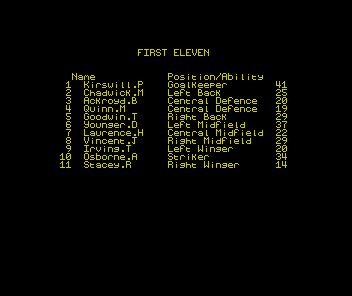 FIRST ELEVEN
Name Position/Ability
1 Kirswill.P Goalkeeper 41
2 Chadwick.M Left Back 25
3 Ackroyd.B Central Defence 20
4 Quinn.M Central Defence 19
5 Goodwin.T Right Back 29
6 Younger.D Left Midfield 37
7 Laurence.H Central Midfield 22
8 Vincent.J Right Midfield 29
9 Irving.T Left Winger 20
10 Osborne.A Striker 34
11 Stacey.R Right Winger 14